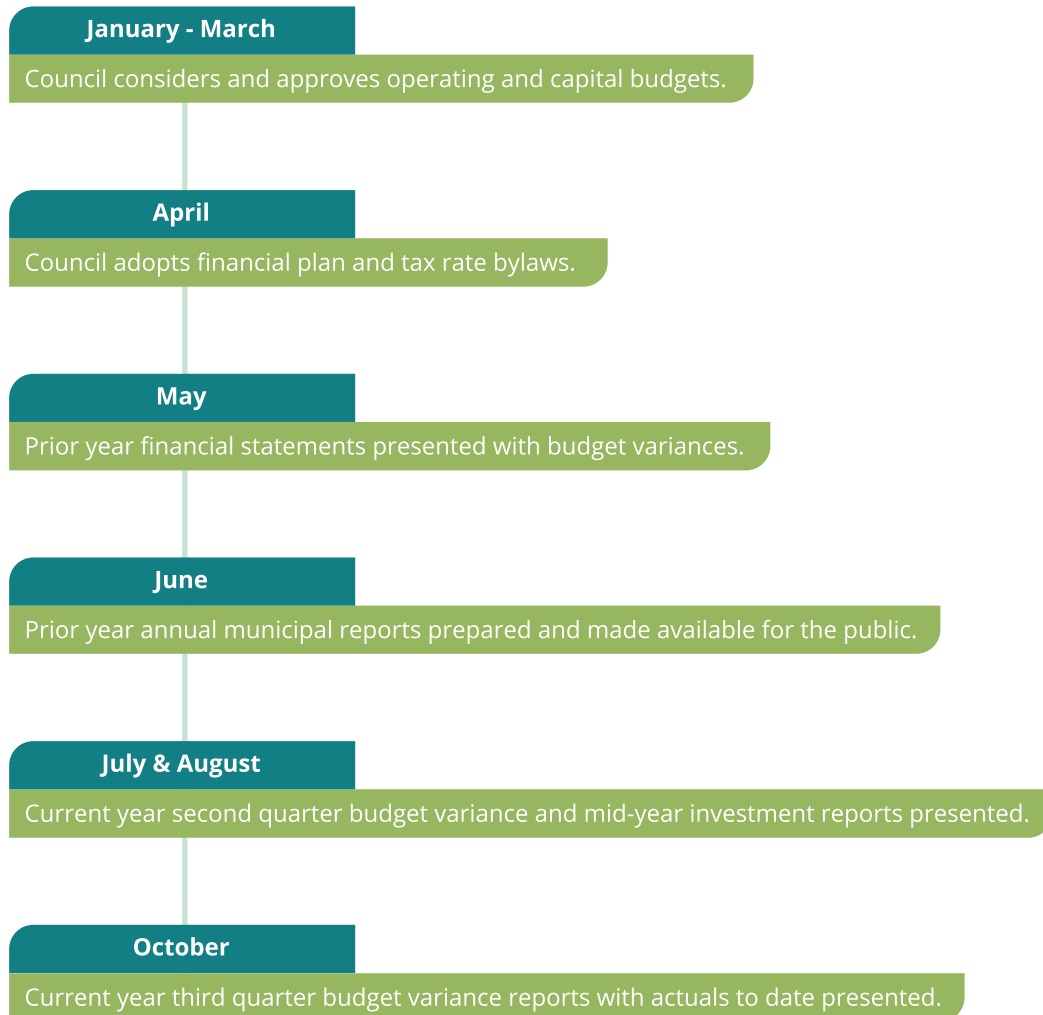 January - March
Council considers and approves operating and capital budgets.
April
Council adopts financial plan and tax rate bylaws.
May
Prior year financial statements presented with budget variances.
June
Prior year annual municipal reports prepared and made available for the public.
July & August
Current year second quarter budget variance and mid-year investment reports presented.
October
Current year third quarter budget variance reports with actuals to date presented.